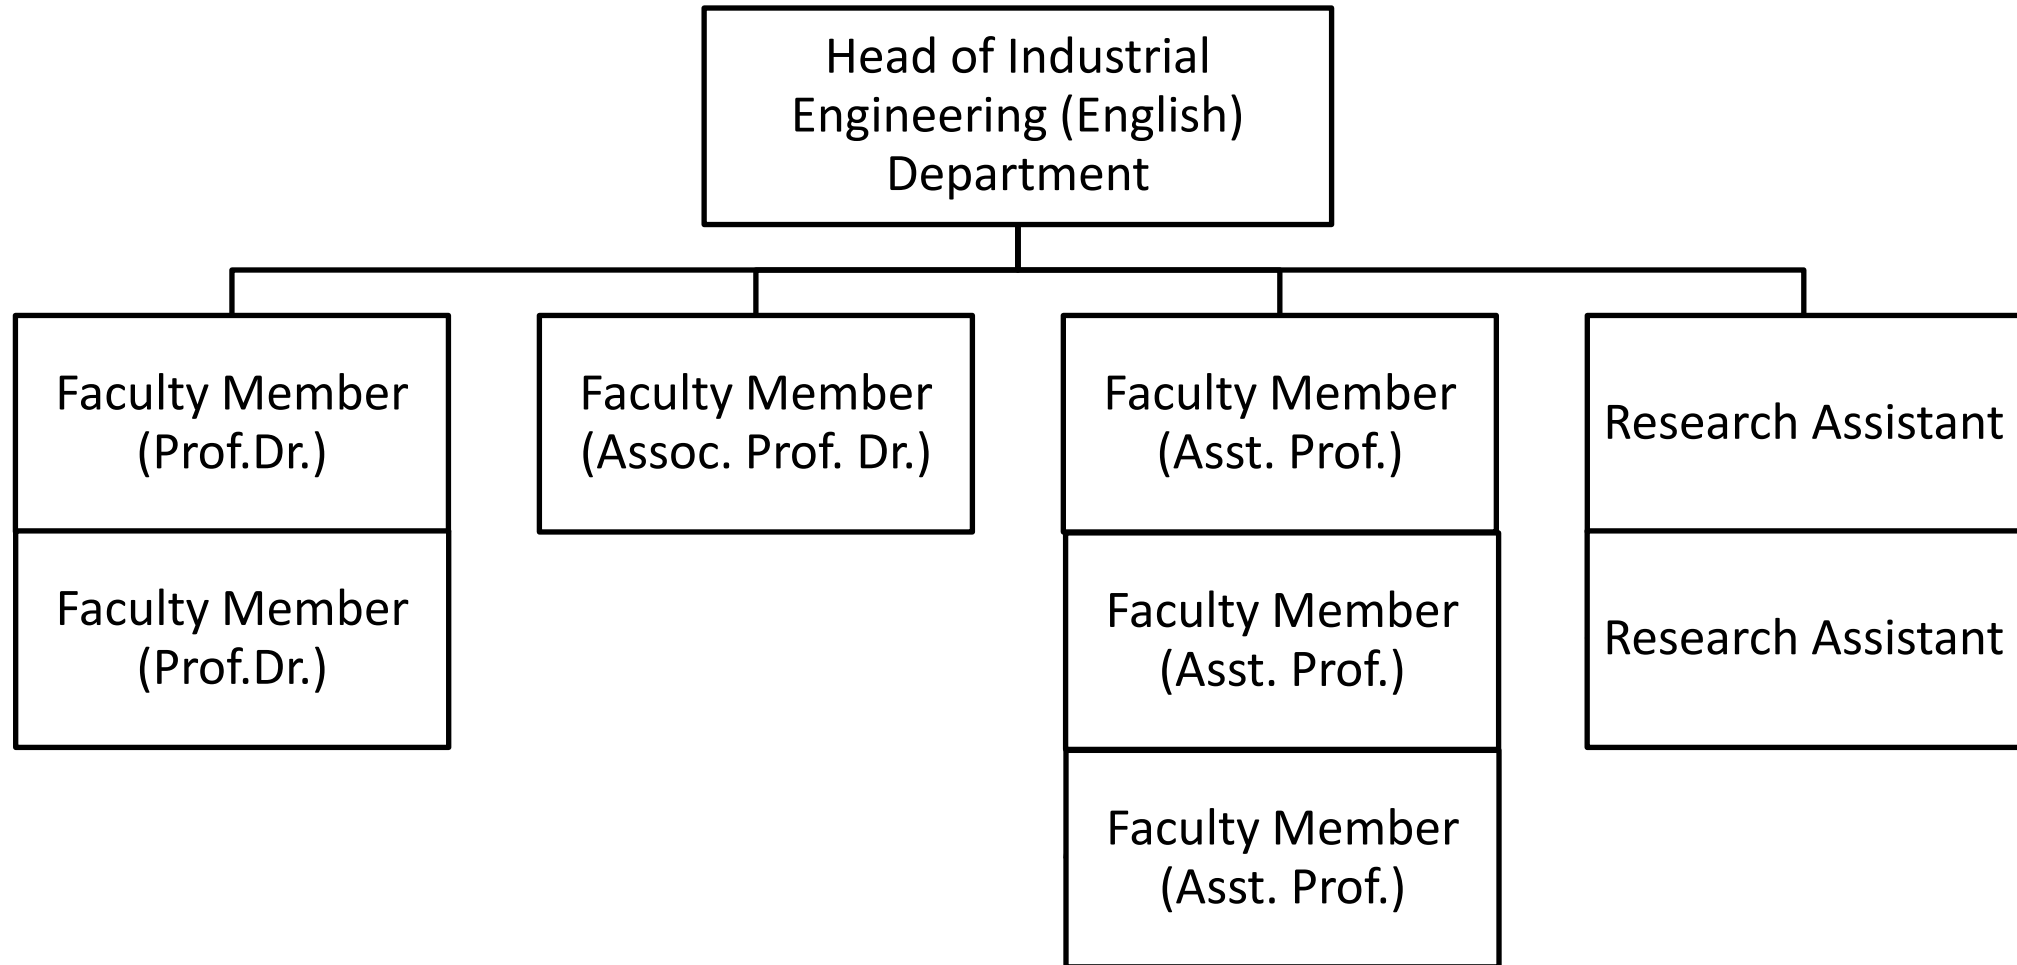 Head of Industrial
Engineering (English)
Department
Faculty Member
(Prof.Dr.)
Faculty Member
(Prof.Dr.)
Faculty Member
(Assoc. Prof. Dr.)
Faculty Member
(Asst. Prof.)
Faculty Member
(Asst. Prof.)
Faculty Member
(Asst. Prof.)
Research Assistant
Research Assistant